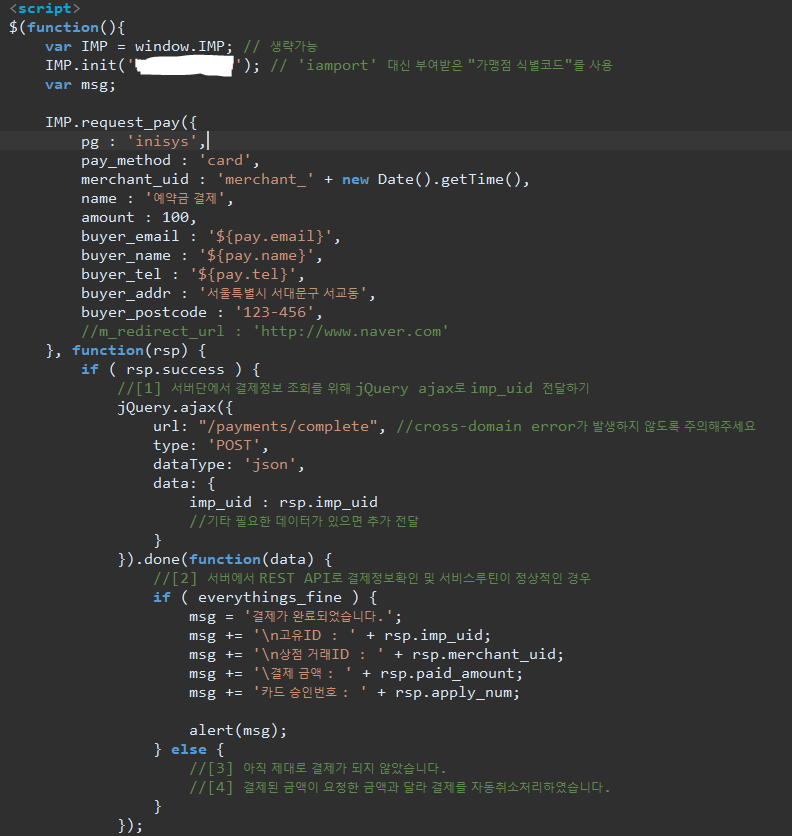 <script>
$(function(){
    var IMP = window.IMP; // 생략가능
    IMP.init('          '); // 'iamport' 대신 부여받은 "가맹점 식별코드"를 사용
    var msg;

    IMP.request_pay({
        pg : 'inisys',
        pay_method : 'card',
        merchant_uid : 'merchant_' + new Date().getTime(),
        name : '예약금 결제',
        amount : 100,
        buyer_email : '${pay.email}',
        buyer_name : '${pay.name}',
        buyer_tel : '${pay.tel}',
        buyer_addr : '서울특별시 서대문구 서교동',
        buyer_postcode : '123-456',
        //m_redirect_url : 'http://www.naver.com'
    }, function(rsp) {
        if ( rsp.success ) {
            //[1] 서버단에서 결제정보 조회를 위해 jQuery ajax로 imp_uid 전달하기
            jQuery.ajax({
                url: "/payments/complete", //cross-domain error가 발생하지 않도록 주의해주세요
                type: 'POST',
                dataType: 'json',
                data: {
                    imp_uid : rsp.imp_uid
                    //기타 필요한 데이터가 있으면 추가 전달
                }
            }).done(function(data) {
                //[2] 서버에서 REST API로 결제정보확인 및 서비스루틴이 정상적인 경우
                if ( everythings_fine ) {
                    msg = '결제가 완료되었습니다.';
                    msg += '\n고유ID : ' + rsp.imp_uid;
                    msg += '\n상점 거래ID : ' + rsp.merchant_uid;
                    msg += '\결제 금액 : ' + rsp.paid_amount;
                    msg += '카드 승인번호 : ' + rsp.apply_num;

                    alert(msg);
                } else {
                    //[3] 아직 제대로 결제가 되지 않았습니다.
                    //[4] 결제된 금액이 요청한 금액과 달라 결제를 자동취소처리하였습니다.
                }
            });